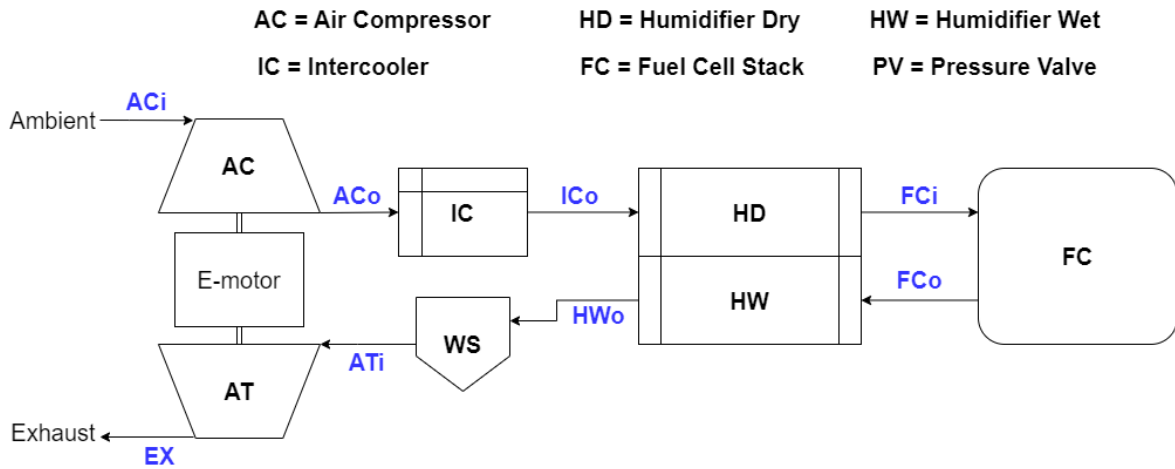 AC = Air Compressor HD = Humidifier Dry HW = Humidifier Wet
IC = Intercooler FC = Fuel Cell Stack PV = Pressure Valve
ACi
Ambient
AC
ACo
IC
ICo
HD
FCi
FC
E-motor
FCo
HW
HWo
WS
ATi
AT
Exhaust
EX